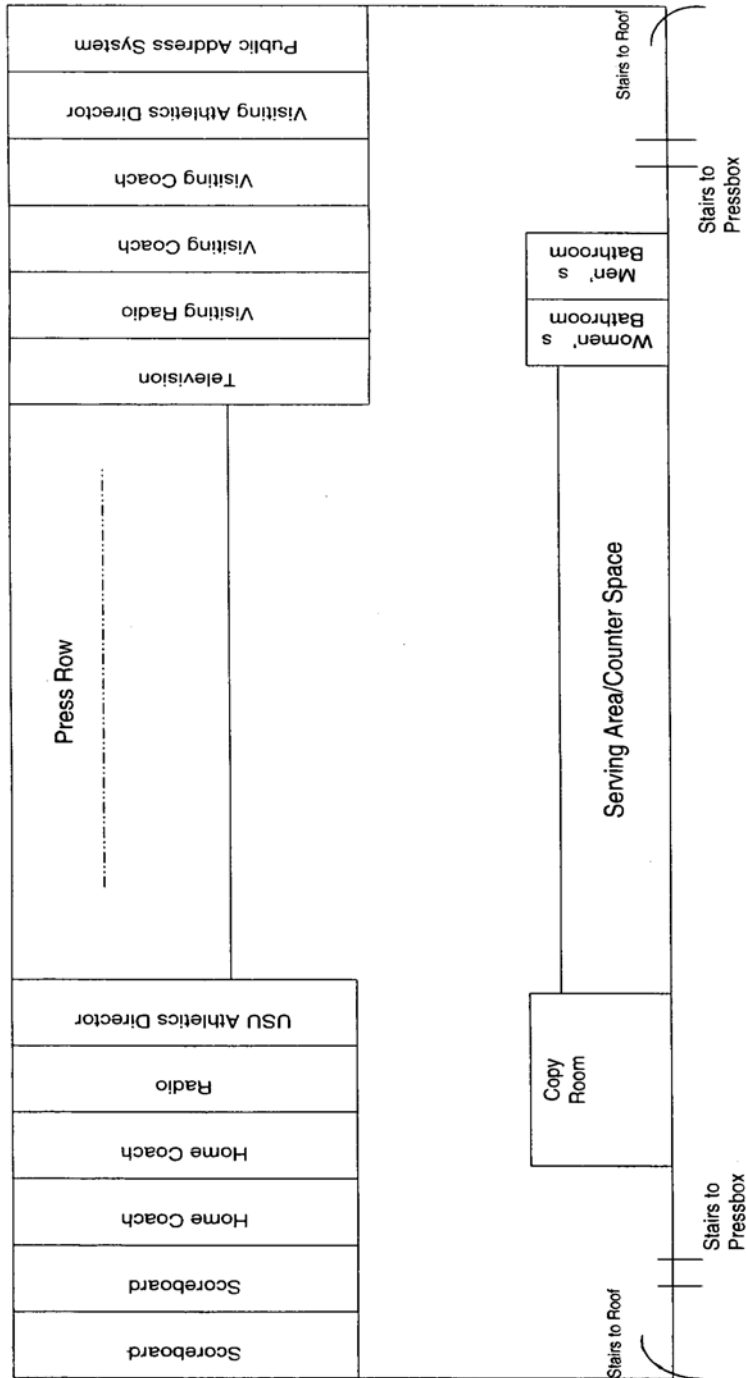 Public Address System
Visiting Athletics Director
Visiting Coach
Visiting Coach
Visiting Radio
Television
Press Row
USU Athletics Director
Radio
Home Coach
Home Coach
Scoreboard
Scoreboard
Stairs to Roof
Stairs to
Pressbox
Men'
s
Bathroom
Women'
s
Bathroom
Serving Area/Counter Space
Copy
Room
Stairs to
Pressbox
Stairs to Roof